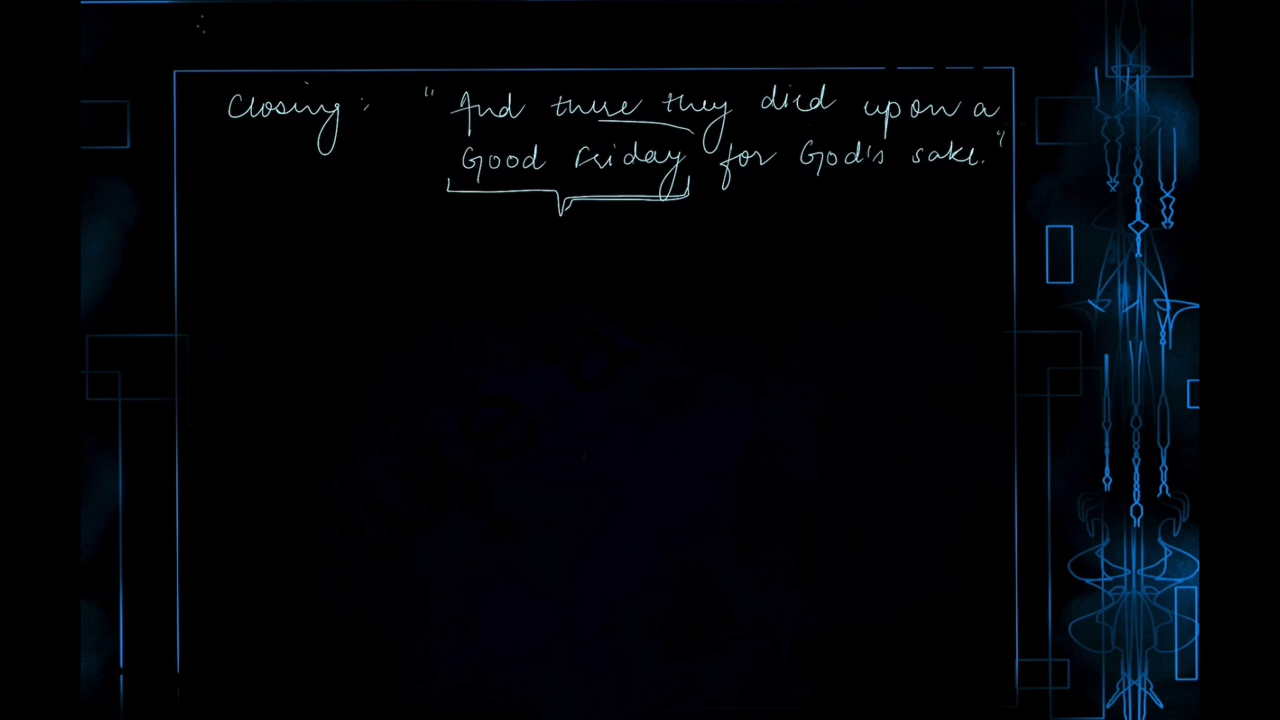 Closing : " And there they died upon a
Good Friday for God's sake."